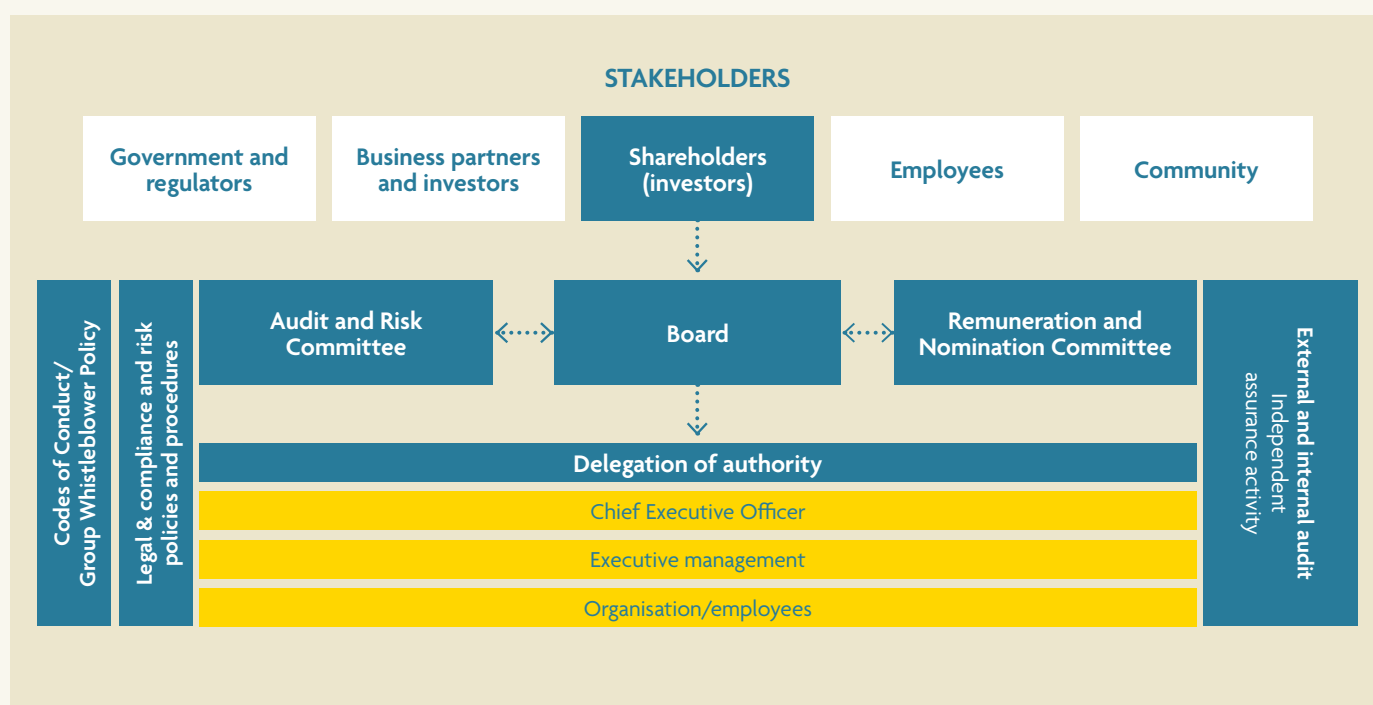 STAKEHOLDERS
Government and
regulators
Business partners
and investors
Shareholders
(investors)
Employees
Community
Codes of Conduct/
Group Whistleblower Policy
Legal & compliance and risk
policies and procedures
Audit and Risk
Committee
Board
Remuneration and
Nomination Committee
External and internal audit
Independent
assurance activity
Delegation of authority
Chief Executive Officer
Executive management
Organisation/employees